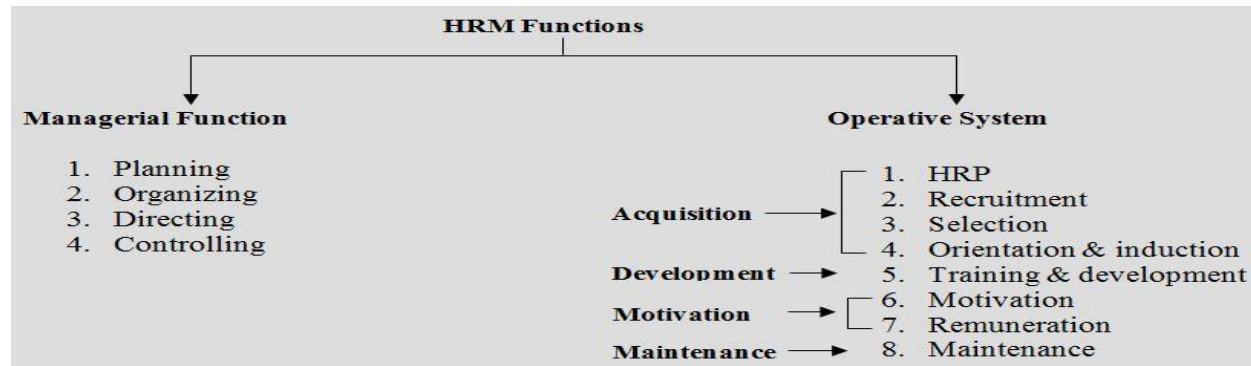 HRM Functions
Managerial Function
1. Planning
2. Organizing
3. Directing
4. Controlling
Operative System
Acquisition
1. HRP
2. Recruitment
3. Selection
4. Orientation & induction
Development
5. Training & development
Motivation
6. Motivation
7. Remuneration
Maintenance
8. Maintenance